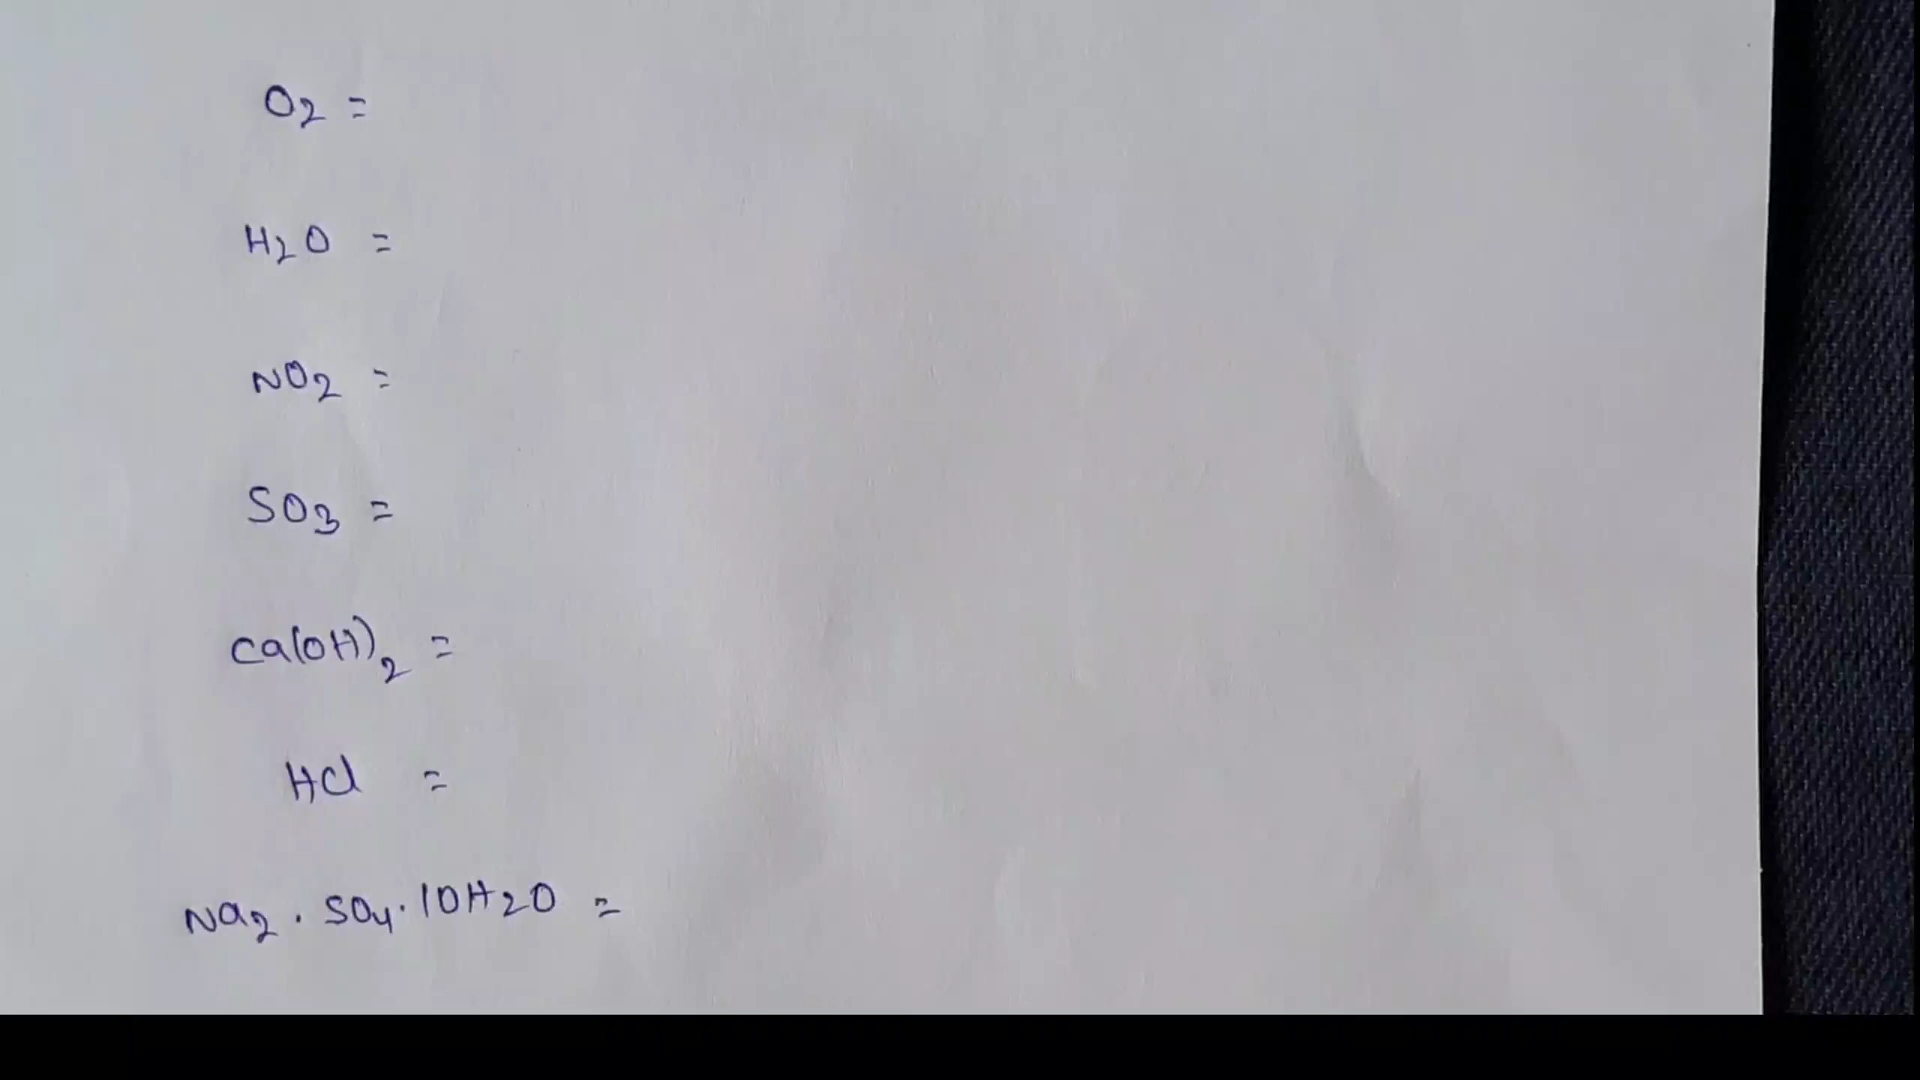 O2 =
H2O =
NO2 =
SO3 =
Ca(OH)2 =
HCl =
Na2 . SO4 . 10H2O =